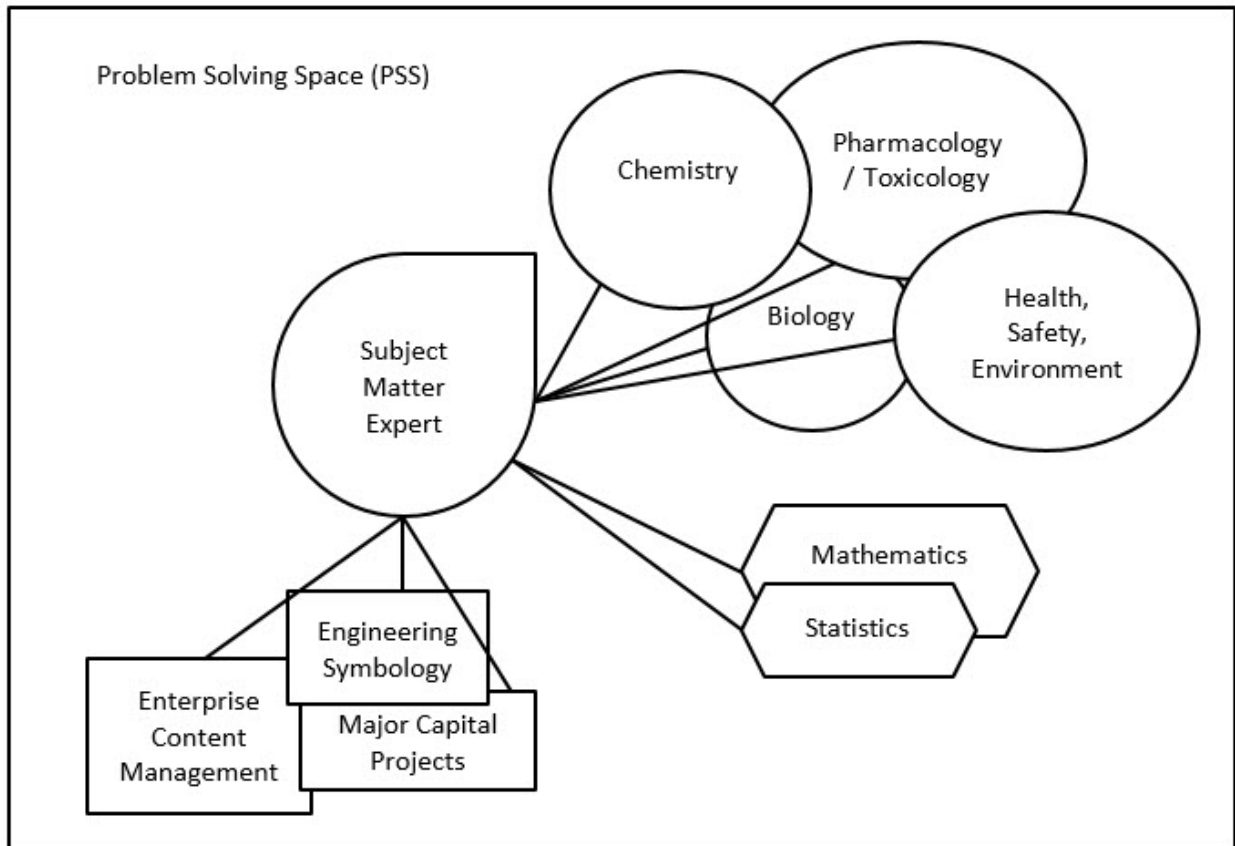 Problem Solving Space (PSS)
Chemistry
Pharmacology
/ Toxicology
Biology
Health,
Safety,
Environment
Subject
Matter
Expert
Mathematics
Statistics
Engineering
Symbology
Enterprise
Content
Management
Major Capital
Projects